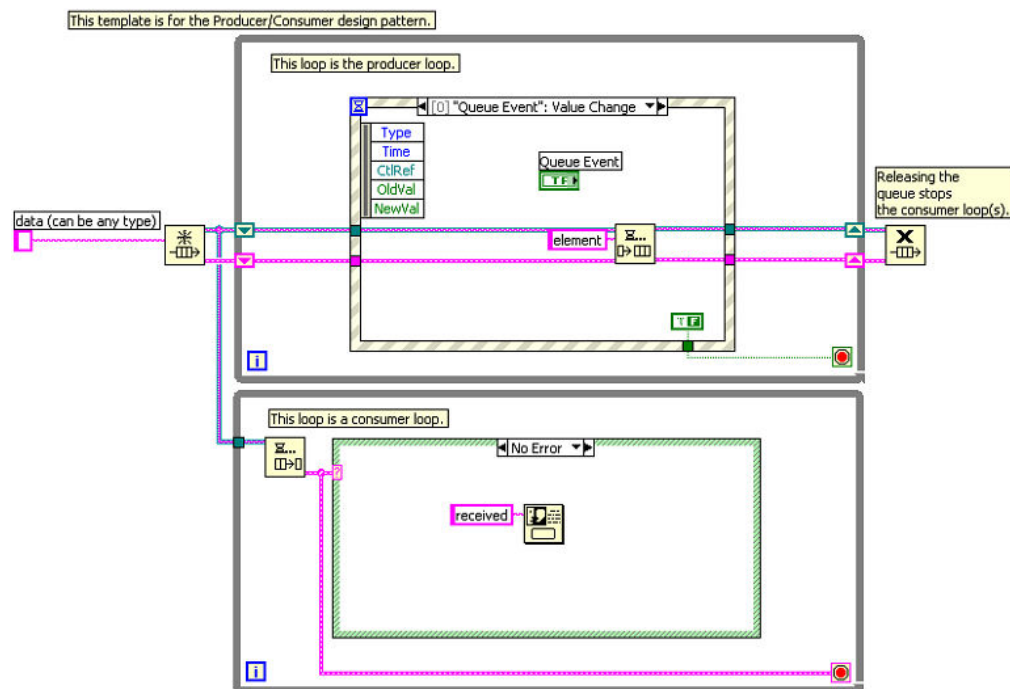 This template is for the Producer/Consumer design pattern.
This loop is the producer loop.
[0] "Queue Event": Value Change
Type
Time
CtlRef
OldVal
NewVal
Queue Event
TF
Releasing the
queue stops
the consumer loop(s).
data (can be any type)
element
T F
i
This loop is a consumer loop.
No Error
?
received
i